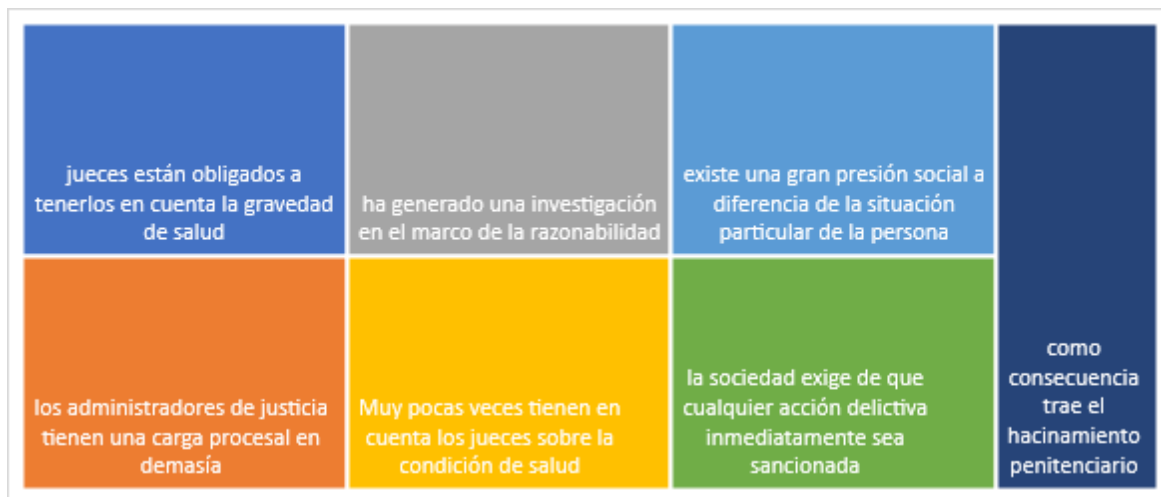 jueces están obligados a
tenerlos en cuenta la gravedad
de salud
ha generado una investigación
en el marco de la razonabilidad
existe una gran presión social a
diferencia de la situación
particular de la persona
los administradores de justicia
tienen una carga procesal en
demasía
Muy pocas veces tienen en
cuenta los jueces sobre la
condición de salud
la sociedad exige de que
cualquier acción delictiva
inmediatamente sea
sancionada
como
consecuencia
trae el
hacinamiento
penitenciario